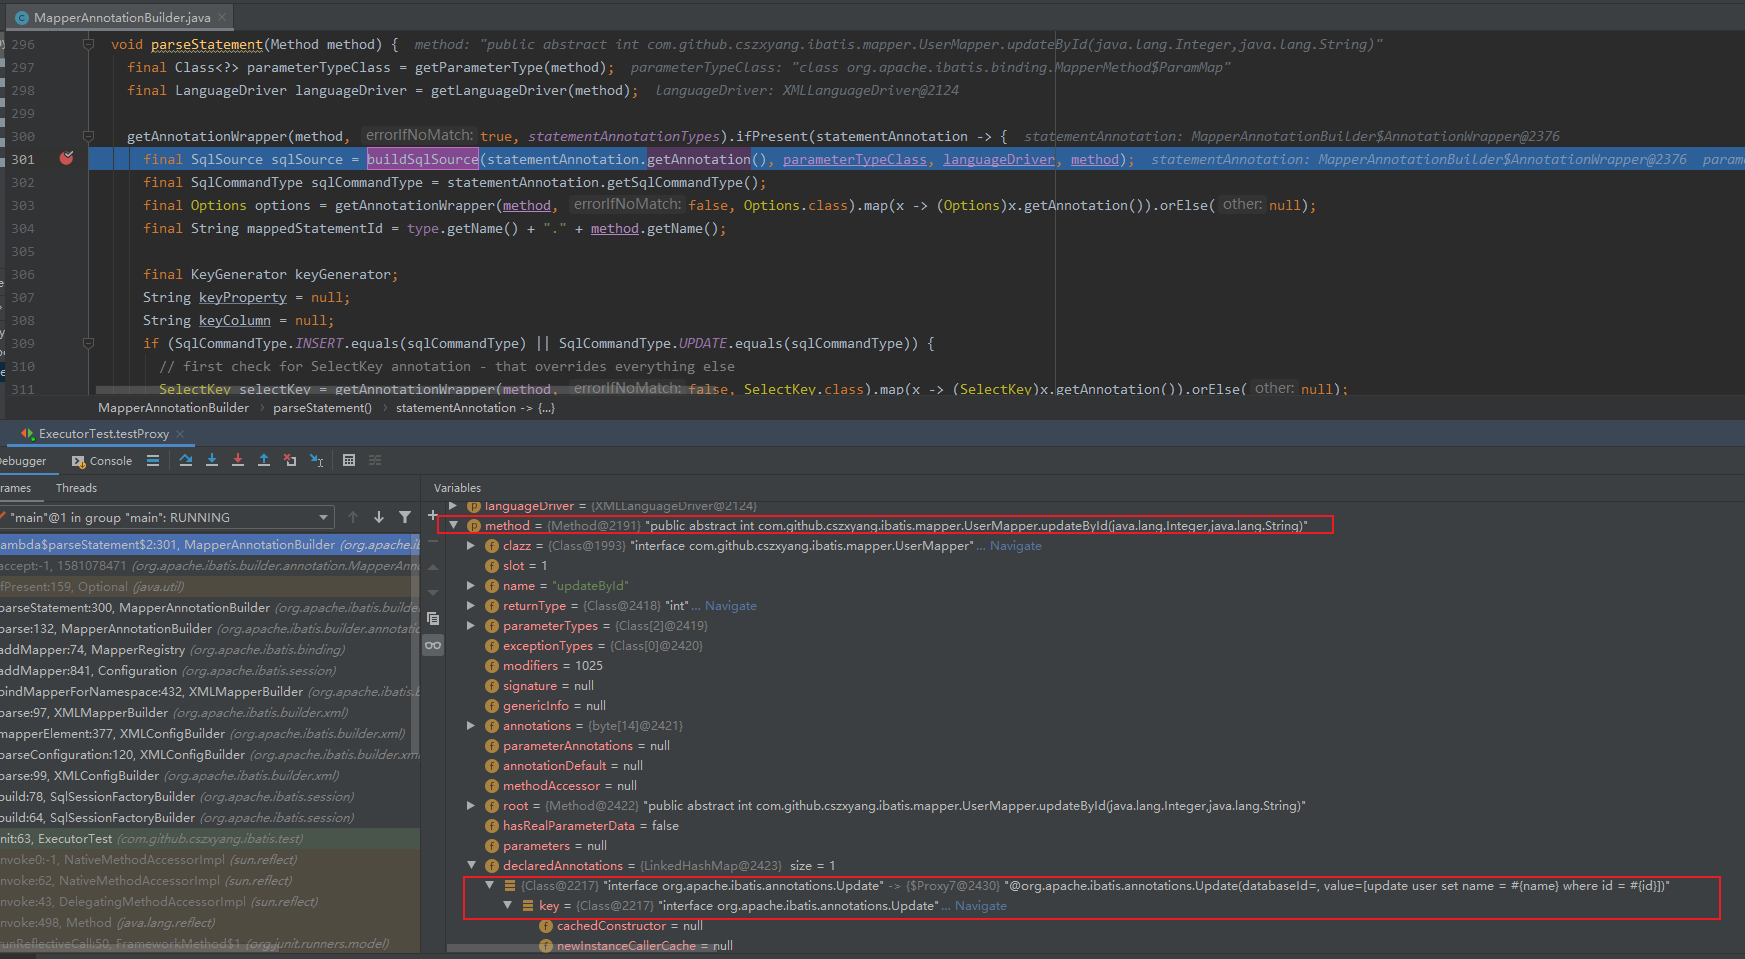 MapperAnnotationBuilder.java
296 void parseStatement(Method method) { method: "public abstract int com.github.cszxyang.ibatis.mapper.UserMapper.updateById(java.lang.Integer,java.lang.String)"
297 final Class<?> parameterTypeClass = getParameterType(method); parameterTypeClass: "class org.apache.ibatis.binding.MapperMethod$ParamMap"
298 final LanguageDriver languageDriver = getLanguageDriver(method); languageDriver: XMLLanguageDriver@2124
299
300 getAnnotationWrapper(method, errorIfNoMatch: true, statementAnnotationTypes).ifPresent(statementAnnotation -> { statementAnnotation: MapperAnnotationBuilder$AnnotationWrapper@2376
301 final SqlSource sqlSource = buildSqlSource(statementAnnotation.getAnnotation(), parameterTypeClass, languageDriver, method); statementAnnotation: MapperAnnotationBuilder$AnnotationWrapper@2376 param
302 final SqlCommandType sqlCommandType = statementAnnotation.getSqlCommandType();
303 final Options options = getAnnotationWrapper(method, errorIfNoMatch: false, Options.class).map(x -> (Options)x.getAnnotation()).orElse( other: null);
304 final String mappedStatementId = type.getName() + "." + method.getName();
305
306 final KeyGenerator keyGenerator;
307 String keyProperty = null;
308 String keyColumn = null;
309 if (SqlCommandType.INSERT.equals(sqlCommandType) || SqlCommandType.UPDATE.equals(sqlCommandType)) {
310 // first check for SelectKey annotation - that overrides everything else
311 SelectKey selectKey = getAnnotationWrapper(method, errorIfNoMatch: false, SelectKey.class).map(x -> (SelectKey)x.getAnnotation()).orElse( other: null);
MapperAnnotationBuilder › parseStatement() › statementAnnotation -> {...}
ExecutorTest.testProxy
ebugger Console
rames Threads
Variables
"main"@1 in group "main": RUNNING
ambda$parseStatement$2:301, MapperAnnotationBuilder (org.apache.ib
accept:-1, 1581078471 (org.apache.ibatis.builder.annotation.MapperAnno
fPresent:159, Optional (java.util)
parseStatement:300, MapperAnnotationBuilder (org.apache.ibatis.builde
parse:132, MapperAnnotationBuilder (org.apache.ibatis.builder.annotatio
addMapper:74, MapperRegistry (org.apache.ibatis.binding)
addMapper:841, Configuration (org.apache.ibatis.session)
bindMapperForNamespace:432, XMLMapperBuilder (org.apache.ibatis.b
parse:97, XMLMapperBuilder (org.apache.ibatis.builder.xml)
mapperElement:377, XMLConfigBuilder (org.apache.ibatis.builder.xml)
parseConfiguration:120, XMLConfigBuilder (org.apache.ibatis.builder.xm
parse:99, XMLConfigBuilder (org.apache.ibatis.builder.xml)
build:78, SqlSessionFactoryBuilder (org.apache.ibatis.session)
build:64, SqlSessionFactoryBuilder (org.apache.ibatis.session)
nit:63, ExecutorTest (com.github.cszxyang.ibatis.test)
nvoke0:-1, NativeMethodAccessorImpl (sun.reflect)
nvoke:62, NativeMethodAccessorImpl (sun.reflect)
nvoke:43, DelegatingMethodAccessorImpl (sun.reflect)
nvoke:498, Method (java.lang.reflect)
runReflectiveCall:50, FrameworkMethod$1 (org.junit.runners.model)
languageDriver = {XMLLanguageDriver@2124}
method = {Method@2191} "public abstract int com.github.cszxyang.ibatis.mapper.UserMapper.updateById(java.lang.Integer,java.lang.String)"
clazz = {Class@1993} "interface com.github.cszxyang.ibatis.mapper.UserMapper"... Navigate
slot = 1
name = "updateById"
returnType = {Class@2418} "int"... Navigate
parameterTypes = {Class[2]@2419}
exceptionTypes = {Class[0]@2420}
modifiers = 1025
signature = null
genericInfo = null
annotations = {byte[14]@2421}
parameterAnnotations = null
annotationDefault = null
methodAccessor = null
root = {Method@2422} "public abstract int com.github.cszxyang.ibatis.mapper.UserMapper.updateById(java.lang.Integer,java.lang.String)"
hasRealParameterData = false
parameters = null
declaredAnnotations = {LinkedHashMap@2423} size = 1
{Class@2217} "interface org.apache.ibatis.annotations.Update" -> {$Proxy7@2430} "@org.apache.ibatis.annotations.Update(databaseId=, value=[update user set name = #{name} where id = #{id}])"
key = {Class@2217} "interface org.apache.ibatis.annotations.Update"... Navigate
cachedConstructor = null
newInstanceCallerCache = null